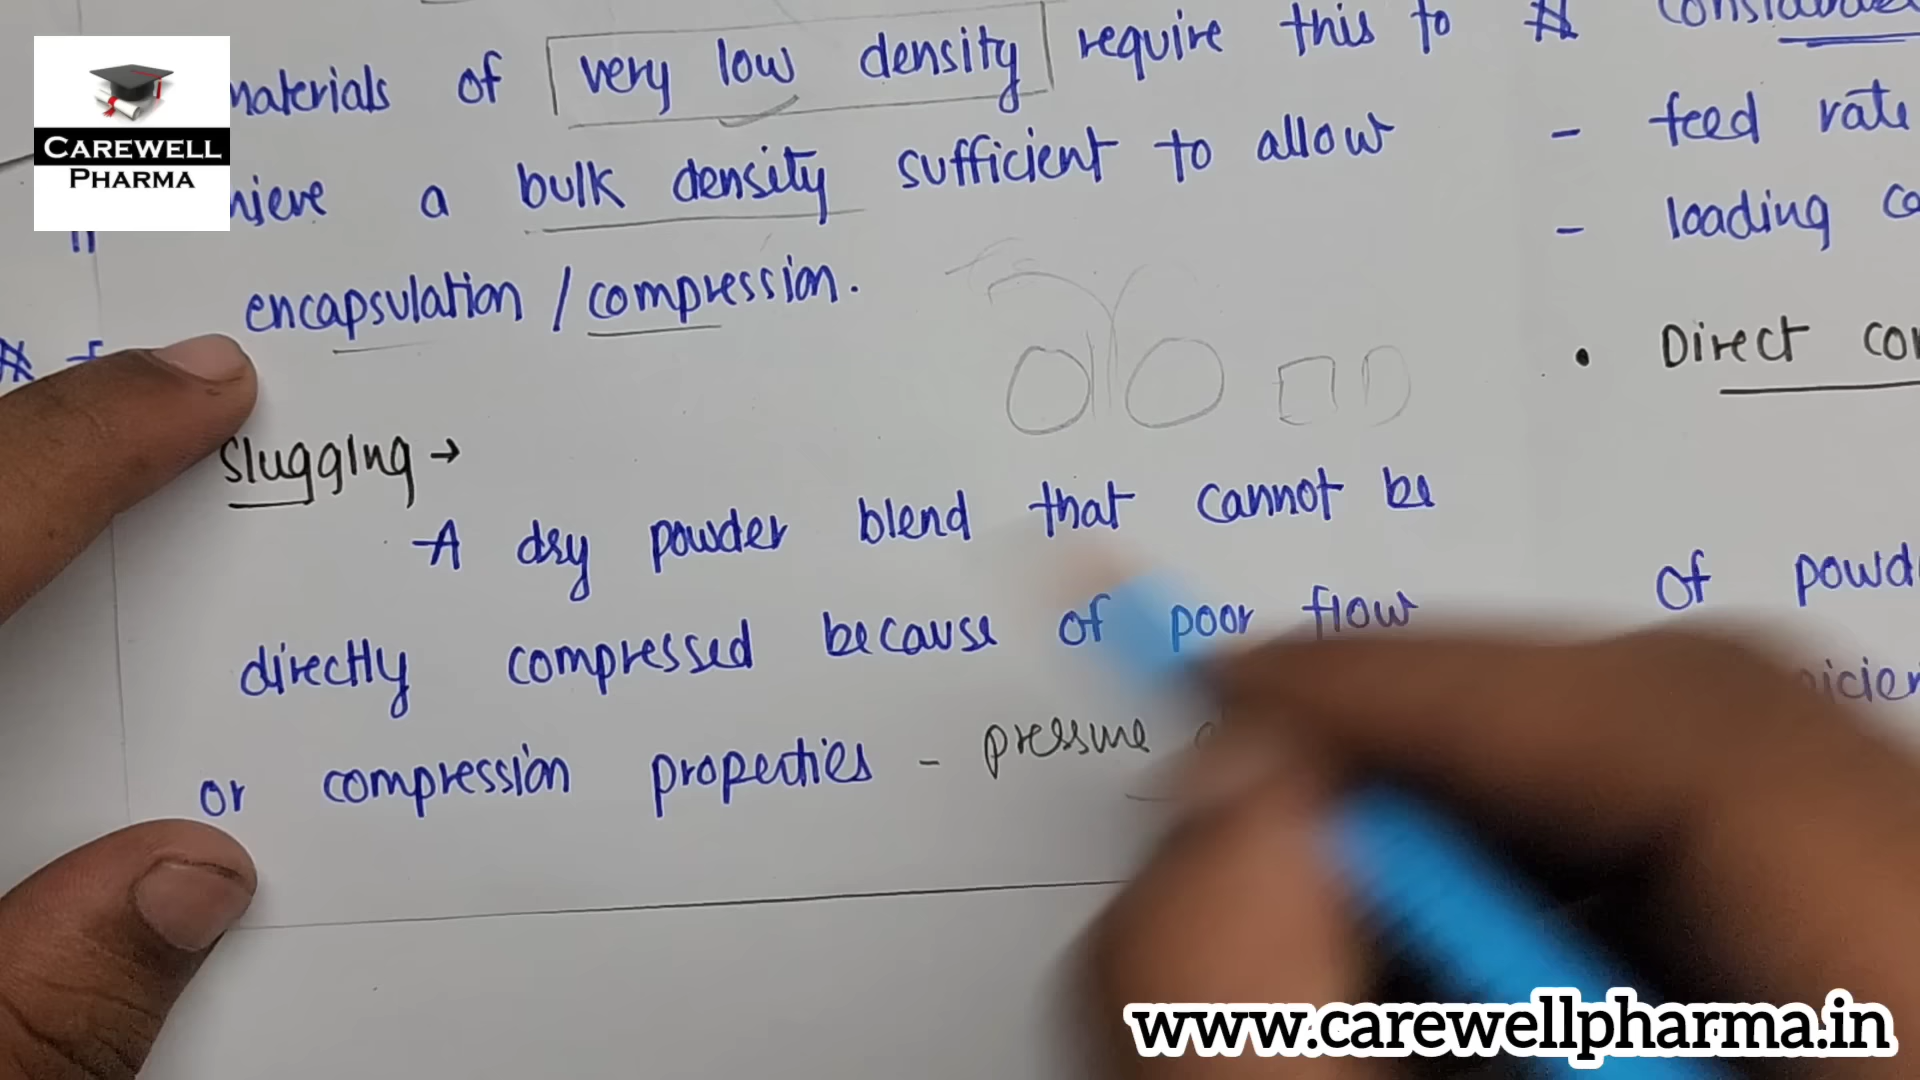 CAREWELL
PHARMA
materials of very low density require this to
a bulk density sufficient to allow
encapsulation / compression.
Slugging →
A dry powder blend that cannot be
directly compressed because of poor flow
or compression properties - pressure
feed rate
- loading
• Direct
of
www.carewellpharma.in